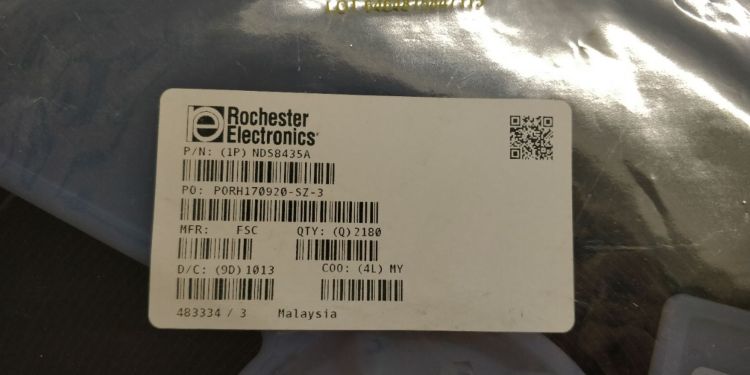 Rochester
Electronics
P/N: (1P) NDS8435A
PO: PORH170920-SZ-3
MFR: FSC QTY: (Q)2180
D/C: (9D)1013 COO: (4L) MY
483334 / 3 Malaysia